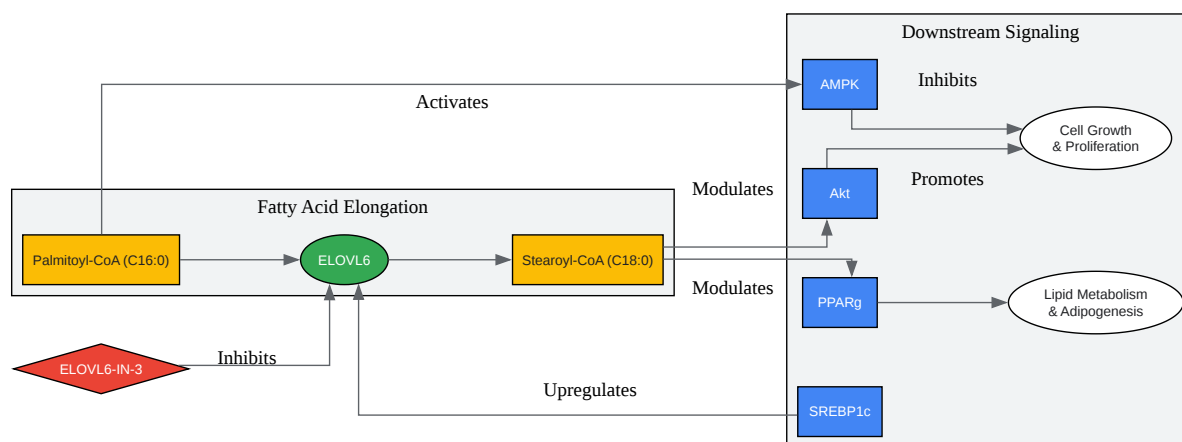 Downstream Signaling
AMPK
Inhibits
Activates
Cell Growth
& Proliferation
Modulates
Akt
Promotes
Fatty Acid Elongation
Palmitoyl-CoA (C16:0)
ELOVL6
Stearoyl-CoA (C18:0)
Modulates
PPARg
Lipid Metabolism
& Adipogenesis
ELOVL6-IN-3
Inhibits
Upregulates
SREBP1c